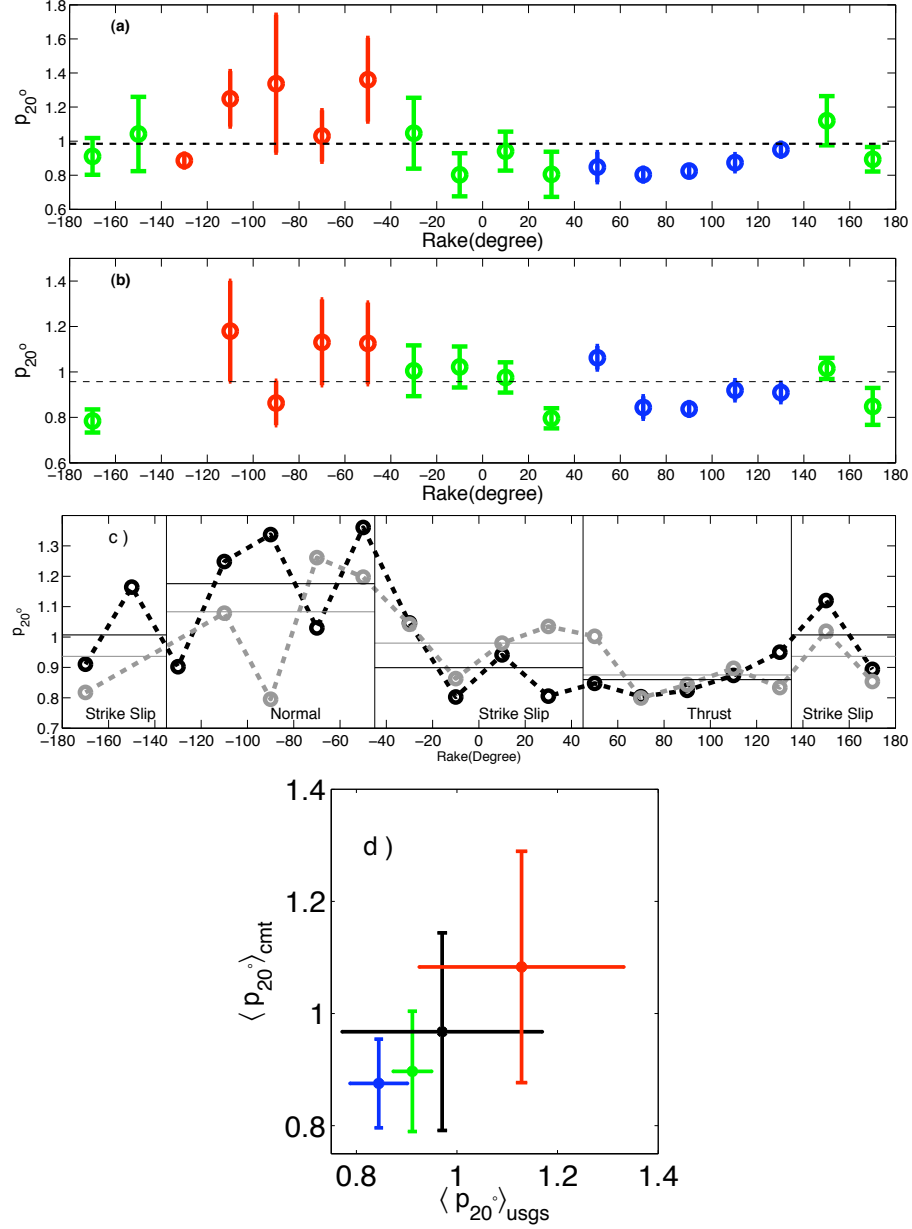 (a)
1.8
1.6
1.4
1.2
1
0.8
0.6
p20°
−180 −160 −140 −120 −100 −80 −60 −40 −20 0 20 40 60 80 100 120 140 160 180
Rake(degree)
(b)
1.4
1.2
1
0.8
0.6
p20°
−180 −160 −140 −120 −100 −80 −60 −40 −20 0 20 40 60 80 100 120 140 160 180
Rake(degree)
c )
1.3
1.2
1.1
1
0.9
0.8
0.7
p20°
Strike Slip Normal Strike Slip Thrust Strike Slip
−180 −160 −140 −120 −100 −80 −60 −40 −20 0 20 40 60 80 100 120 140 160 180
Rake(Degree)
d )
1.4
1.2
1
0.8
⟨ p20° ⟩cmt
0.8 1 1.2 1.4
⟨ p20° ⟩usgs